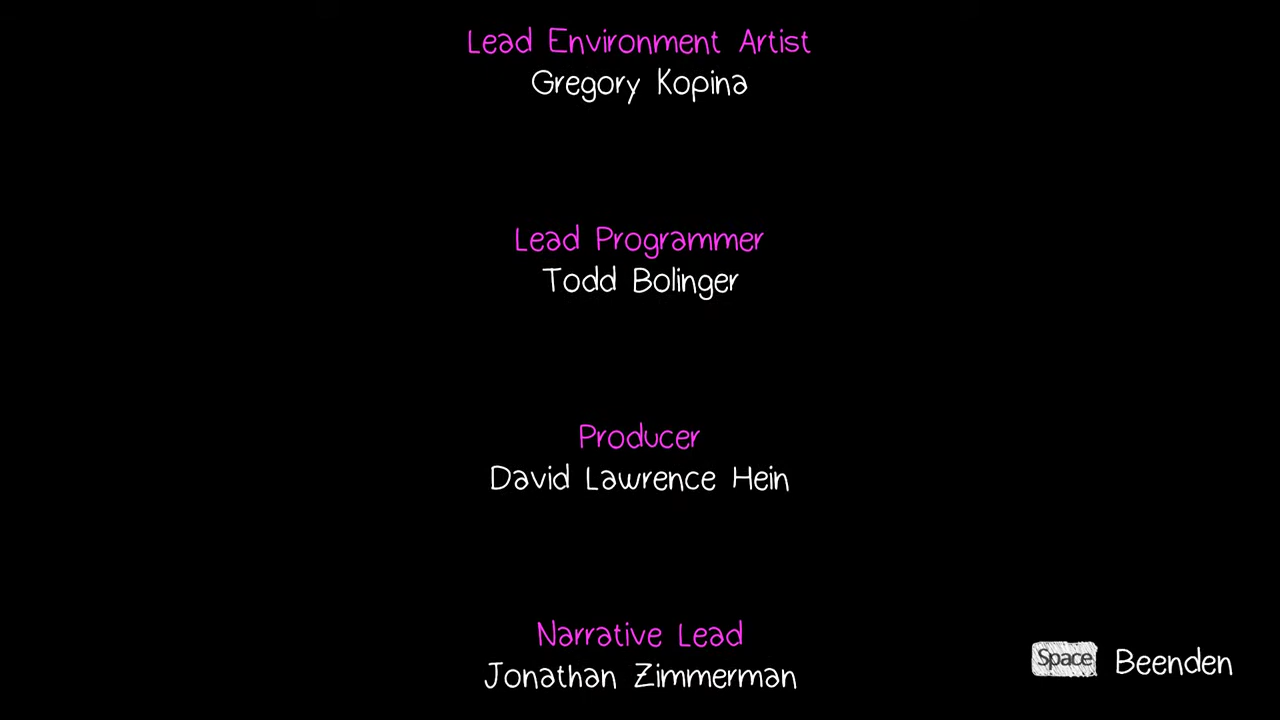 Lead Environment Artist
Gregory Kopina
Lead Programmer
Todd Bolinger
Producer
David Lawrence Hein
Narrative Lead
Jonathan Zimmerman
Space Beenden